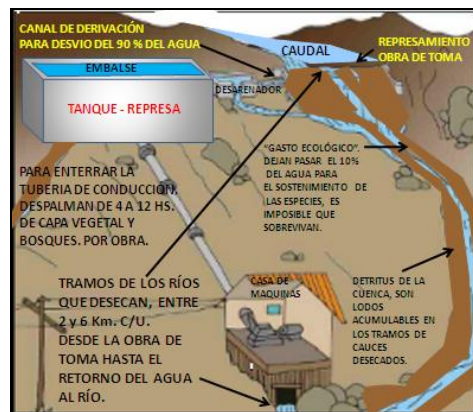 CANAL DE DERIVACIÓN
PARA DESVIO DEL 90 % DEL AGUA
CAUDAL
REPRESAMIENTO
OBRA DE TOMA
EMBALSE
DESARENADOR
TANQUE - REPRESA
"GASTO ECOLÓGICO".
DEJAN PASAR EL 10%
DEL AGUA PARA
EL SOSTENIMIENTO DE
LAS ESPECIES, ES
IMPOSIBLE QUE
SOBREVIVAN.
PARA ENTERRAR LA
TUBERIA DE CONDUCCIÓN,
DESPALMAN DE 4 A 12 HS.
DE CAPA VEGETAL Y
BOSQUES. POR OBRA.
TRAMOS DE LOS RÍOS
QUE DESECAN, ENTRE
2 y 6 Km. C/U.
DESDE LA OBRA DE
TOMA HASTA EL
RETORNO DEL AGUA
AL RÍO.
CASA DE
MAQUINAS
DETRITUS DE LA
CUENCA, SON
LODOS
ACUMULABLES EN
LOS TRAMOS DE
CAUCES
DESECADOS.